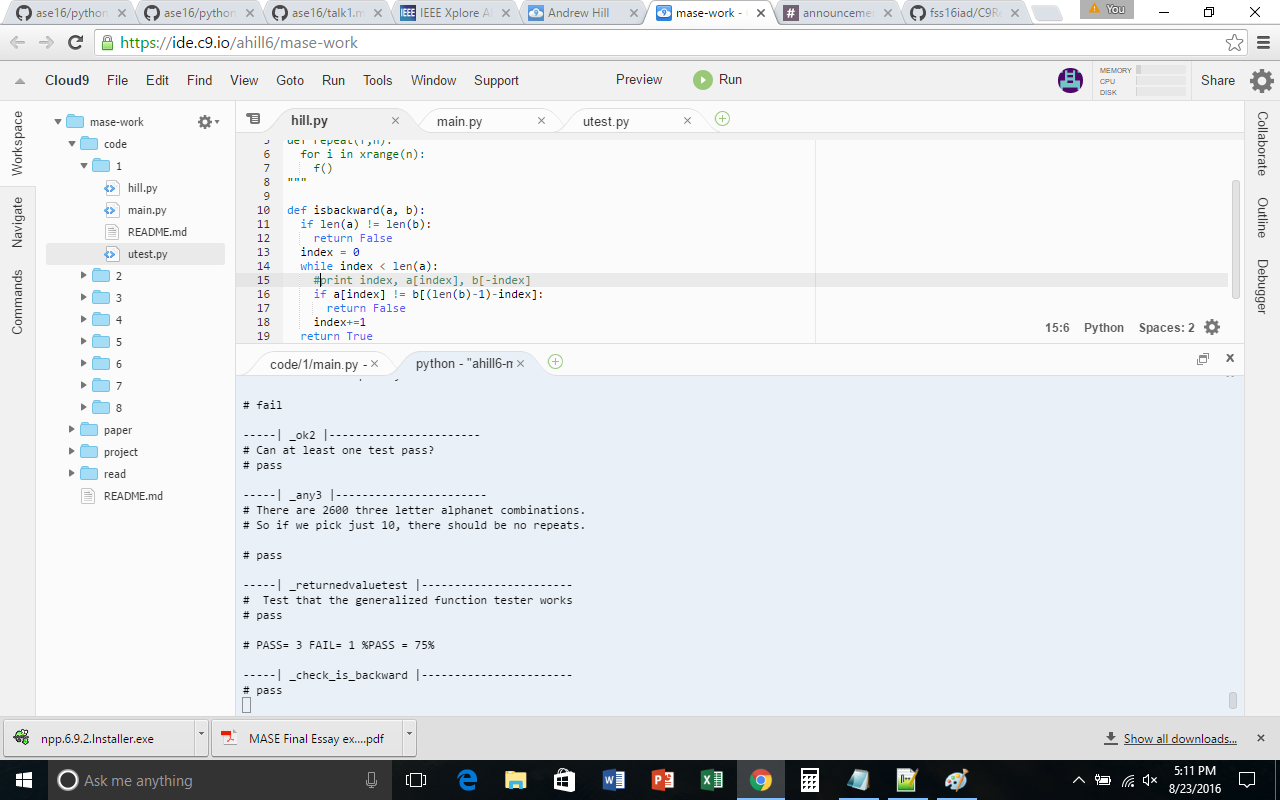 ase16/python
ase16/python
ase16/talk1.m
IEEE Xplore A
Andrew Hill
mase-work -
announceme
fss16iad/C9R
You
https://ide.c9.io/ahill6/mase-work
Cloud9 File Edit Find View Goto Run Tools Window Support Preview Run MEMORY CPU DISK Share
Workspace
Navigate
Commands
mase-work
code
1
hill.py
main.py
README.md
utest.py
2
3
4
5
6
7
8
paper
project
read
README.md
hill.py main.py utest.py
5 def repeat(f,n):
6 for i in xrange(n):
7 f()
8 """
9
10 def isbackward(a, b):
11 if len(a) != len(b):
12 return False
13 index = 0
14 while index < len(a):
15 #print index, a[index], b[-index]
16 if a[index] != b[(len(b)-1)-index]:
17 return False
18 index+=1
19 return True
15:6 Python Spaces: 2
Collaborate
Outline
Debugger
code/1/main.py - python - "ahill6-m
# fail
-----| _ok2 |-----------------------
# Can at least one test pass?
# pass
-----| _any3 |-----------------------
# There are 2600 three letter alphanet combinations.
# So if we pick just 10, there should be no repeats.
# pass
-----| _returnedvaluetest |-----------------------
#  Test that the generalized function tester works
# pass
# PASS= 3 FAIL= 1 %PASS = 75%
-----| _check_is_backward |-----------------------
# pass
npp.6.9.2.Installer.exe MASE Final Essay ex....pdf Show all downloads...
Ask me anything
5:11 PM
8/23/2016